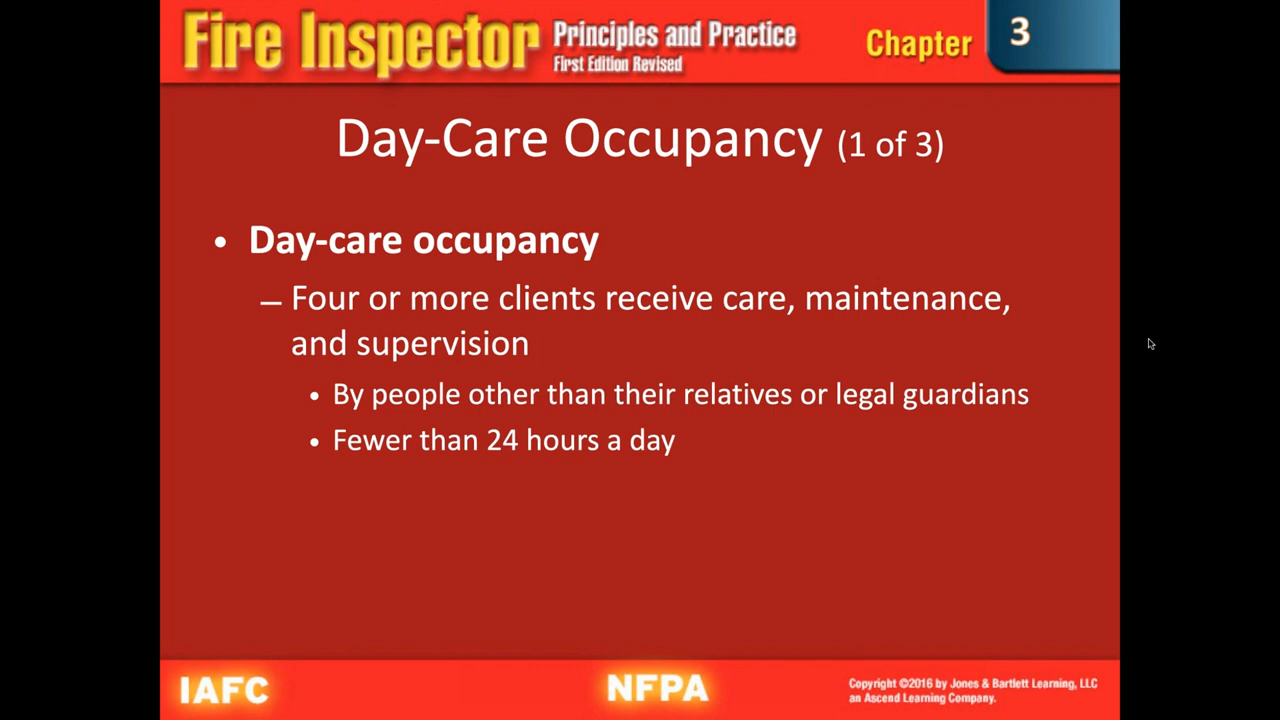 Fire Inspector Principles and Practice
First Edition Revised
Chapter 3
Day-Care Occupancy (1 of 3)
• Day-care occupancy
– Four or more clients receive care, maintenance,
and supervision
• By people other than their relatives or legal guardians
• Fewer than 24 hours a day
IAFC
NFPA
Copyright ©2016 by Jones & Bartlett Learning, LLC
an Ascend Learning Company.